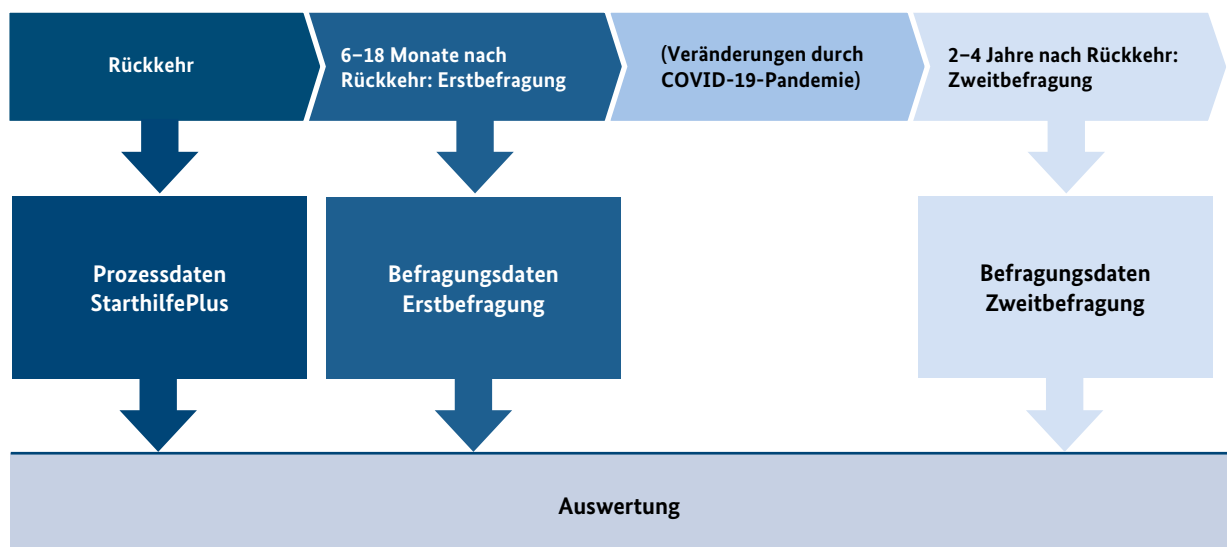 Rückkehr
6–18 Monate nach
Rückkehr: Erstbefragung
(Veränderungen durch
COVID-19-Pandemie)
2–4 Jahre nach Rückkehr:
Zweitbefragung
Prozessdaten
StarthilfePlus
Befragungsdaten
Erstbefragung
Befragungsdaten
Zweitbefragung
Auswertung